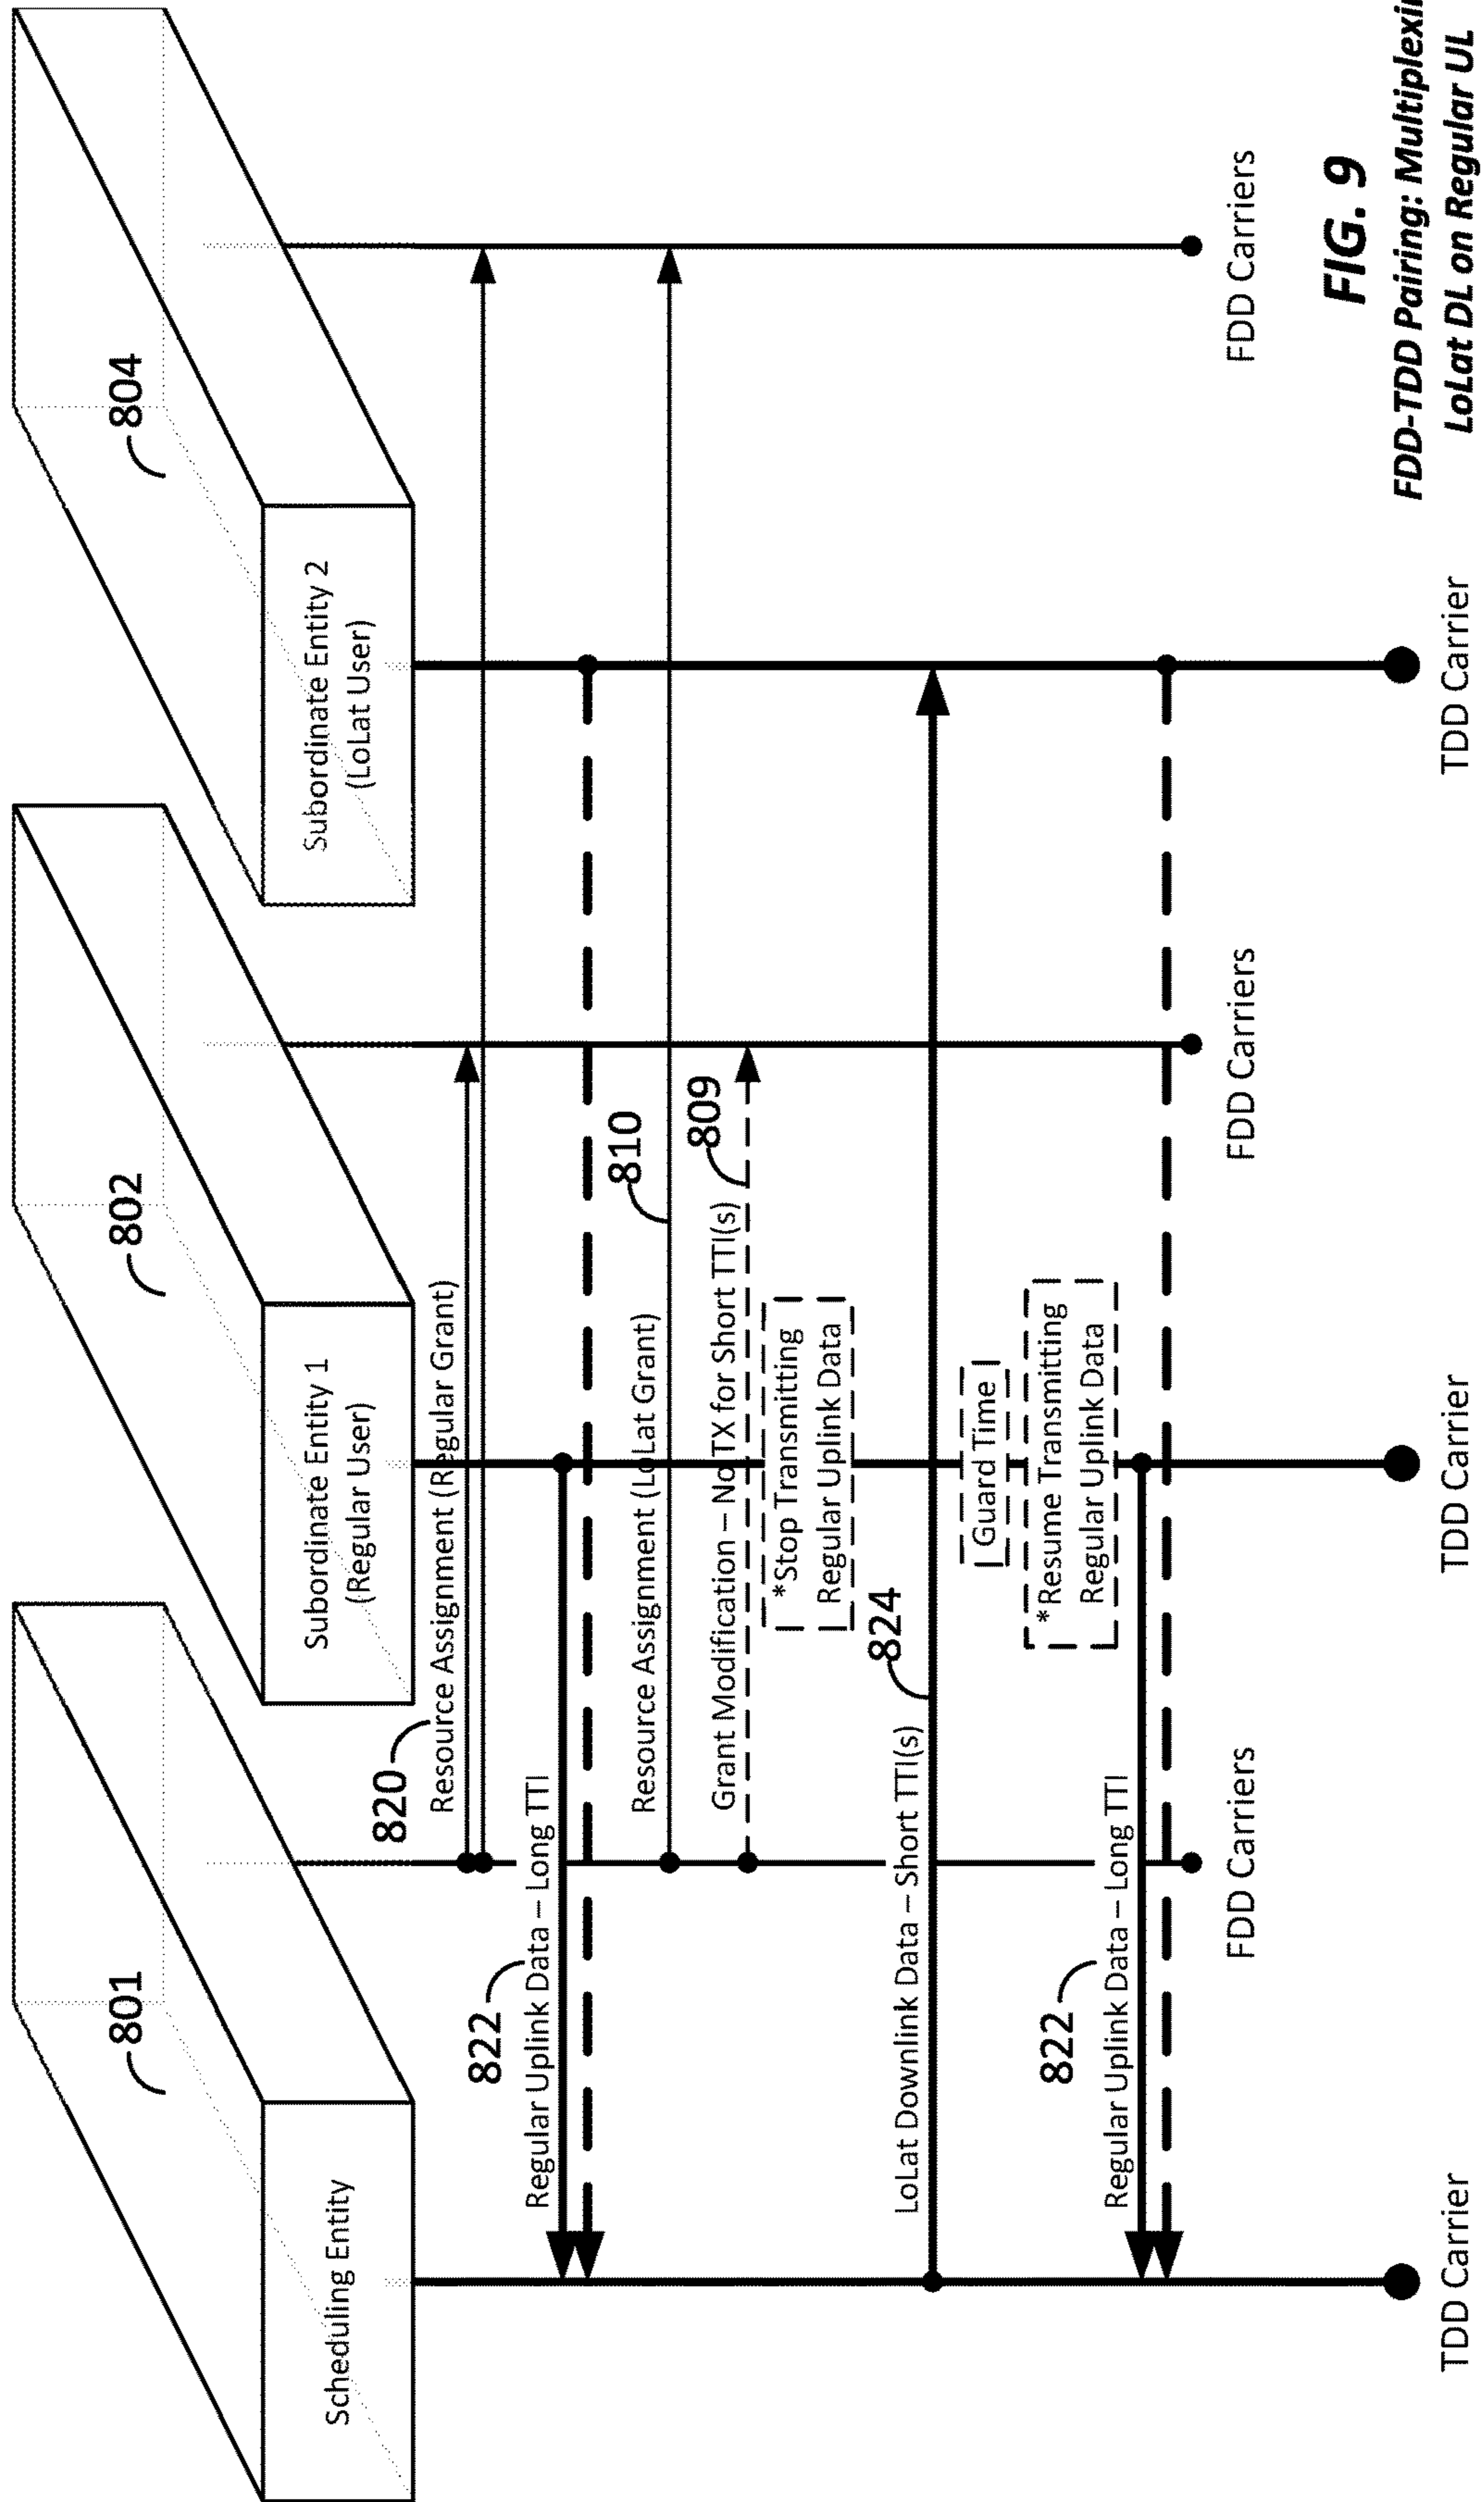 801
802
804
Scheduling Entity
Subordinate Entity 1
(Regular User)
Subordinate Entity 2
(LoLat User)
820
Resource Assignment (Regular Grant)
822
Regular Uplink Data – Long TTI
810
Resource Assignment (LoLat Grant)
809
Grant Modification – No TX for Short TTI(s)
*Stop Transmitting
Regular Uplink Data
824
LoLat Downlink Data – Short TTI(s)
Guard Time
*Resume Transmitting
Regular Uplink Data
822
Regular Uplink Data – Long TTI
FDD Carriers
FDD Carriers
FDD Carriers
TDD Carrier
TDD Carrier
TDD Carrier
FIG. 9
FDD-TDD Pairing: Multiplexin
LoLat DL on Regular UL